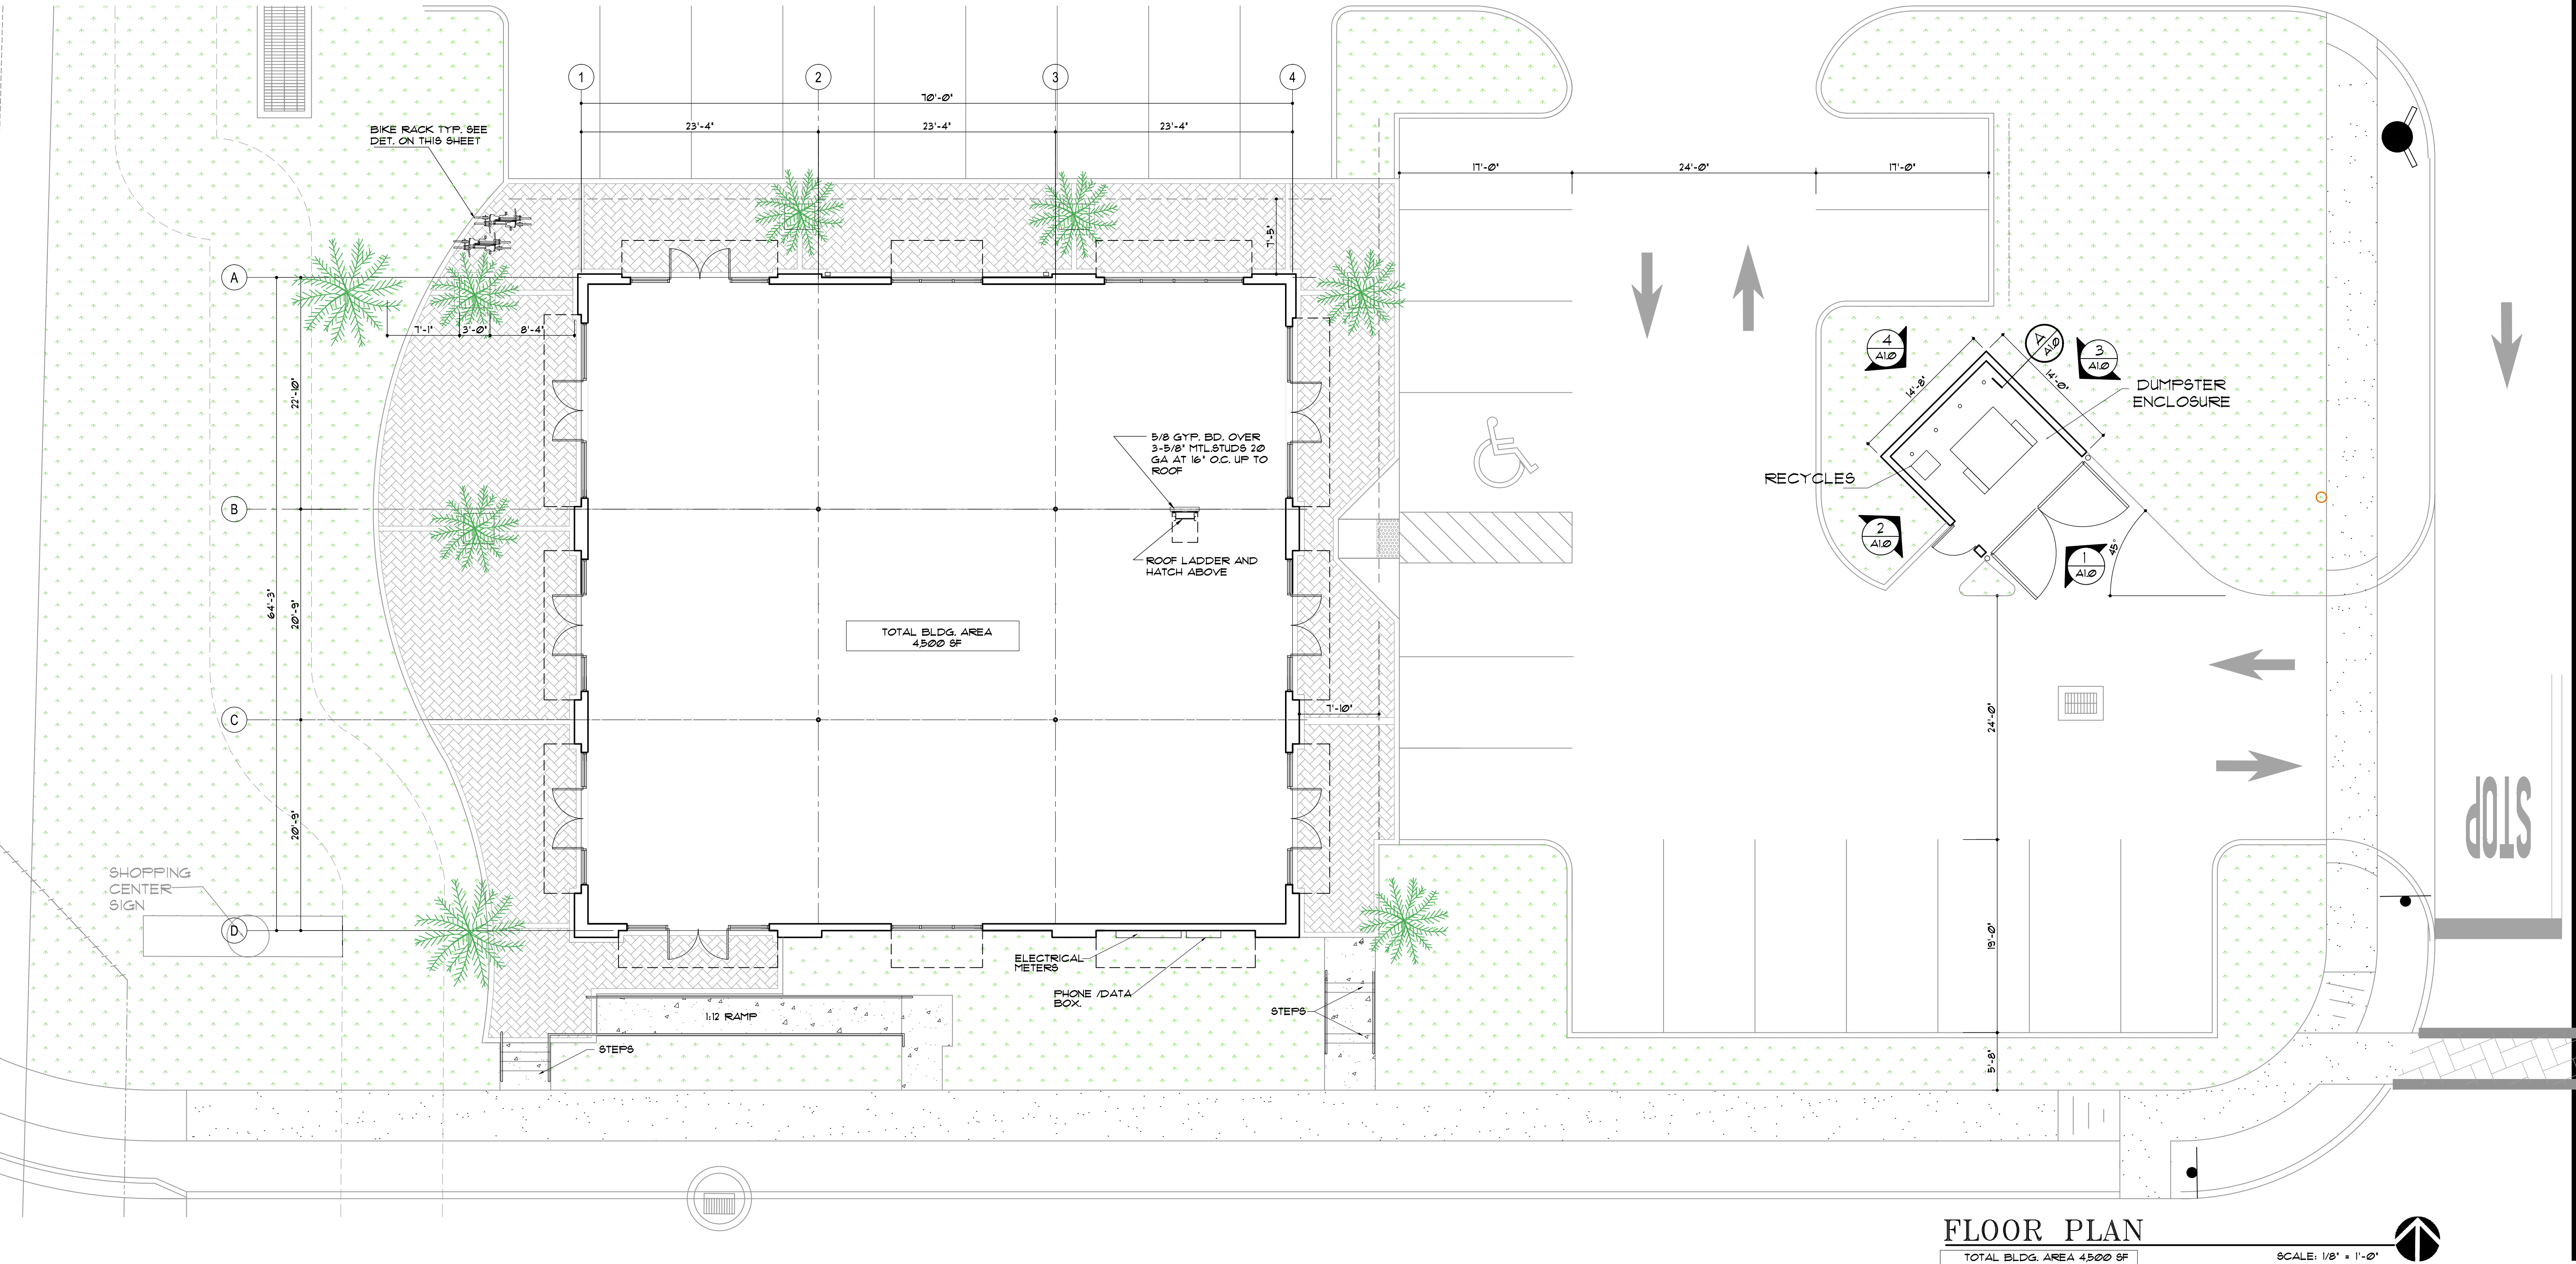 1
2
3
4
70'-0"
23'-4"
23'-4"
23'-4"
BIKE RACK TYP. SEE
DET. ON THIS SHEET
17'-0"
24'-0"
17'-0"
7'-5"
A
7'-1"
3'-0"
8'-4"
4
A1.0
A
A1.0
3
A1.0
14'-8"
14'-0"
DUMPSTER
ENCLOSURE
22'-10"
5/8 GYP. BD. OVER
3-5/8" MTL.STUDS 20
GA AT 16" O.C. UP TO
ROOF
RECYCLES
B
2
A1.0
1
A1.0
45°
ROOF LADDER AND
HATCH ABOVE
64'-3"
20'-9"
TOTAL BLDG. AREA
4,500 SF
C
7'-10"
24'-0"
STOP
20'-9"
SHOPPING
CENTER
SIGN
D
ELECTRICAL
METERS
19'-0"
PHONE /DATA
BOX.
STEPS
1:12 RAMP
STEPS
5'-8"
FLOOR PLAN
TOTAL BLDG. AREA 4,500 SF
SCALE: 1/8" = 1'-0"